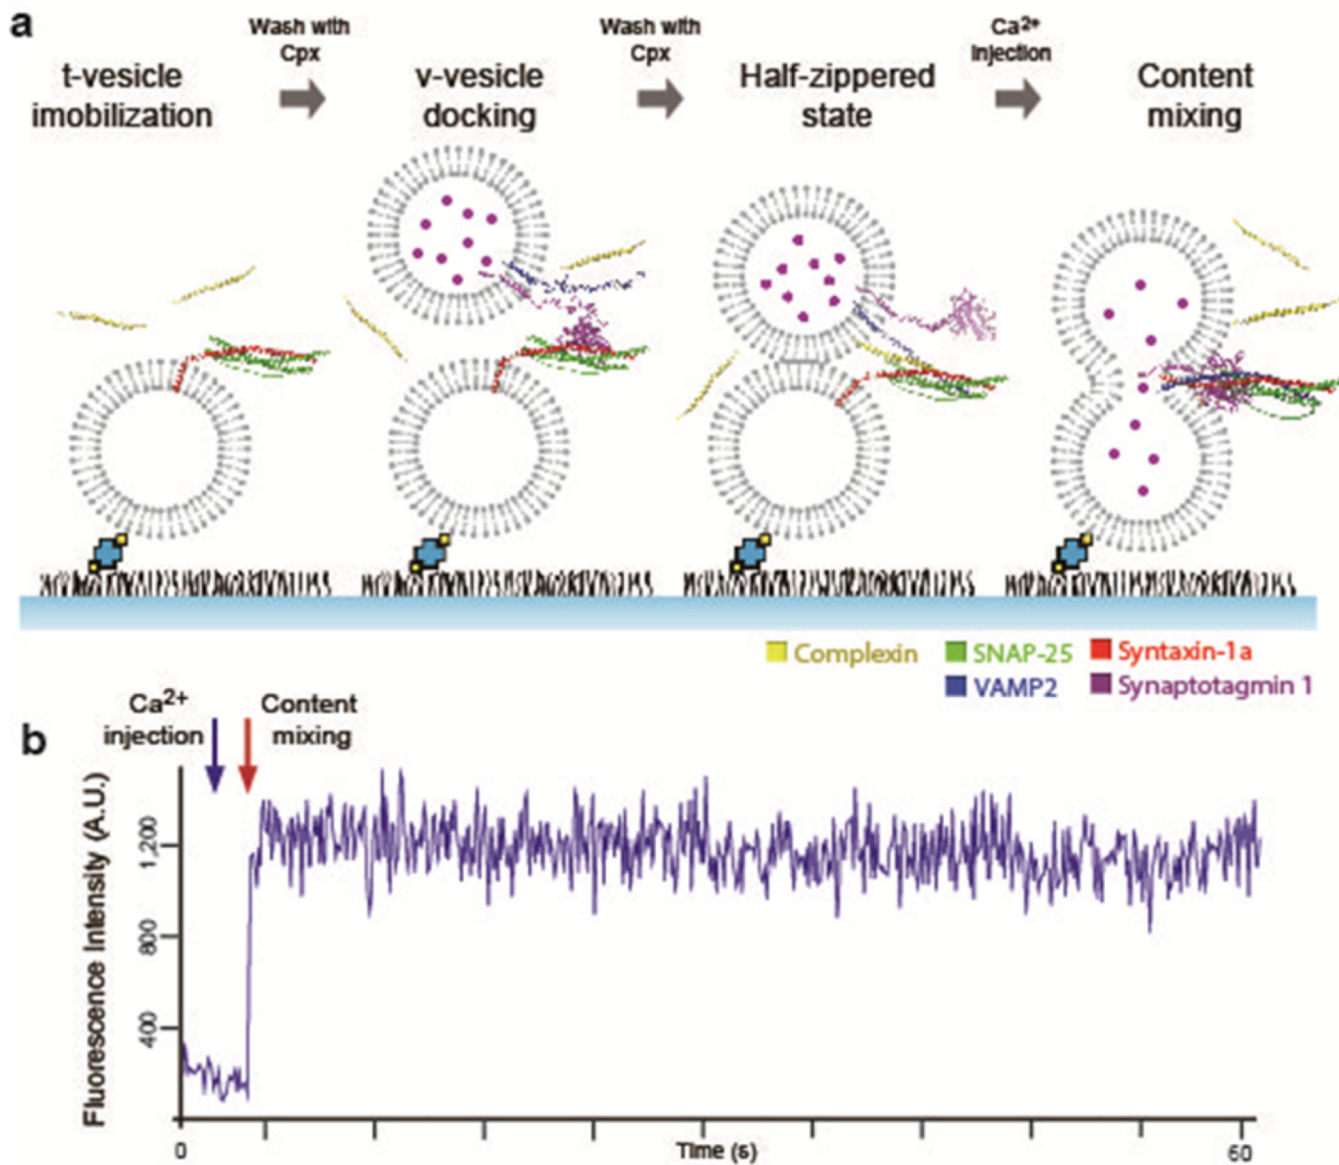 a
Wash with
Cpx
Wash with
Cpx
Ca2+
Injection
t-vesicle
imobilization
v-vesicle
docking
Half-zippered
state
Content
mixing
Complexin
SNAP-25
Syntaxin-1a
VAMP2
Synaptotagmin 1
b
Ca2+
injection
Content
mixing
Fluorescence Intensity (A.U.)
1,200
800
400
0
Time (s)
60